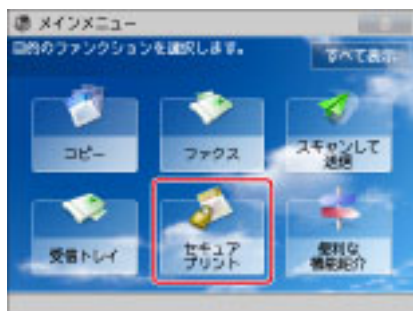 メインメニュー
目的のファンクションを選択します。
すべて表示
コピー
ファクス
スキャンして
送信
受信トレイ
セキュア
プリント
便利な
機能紹介